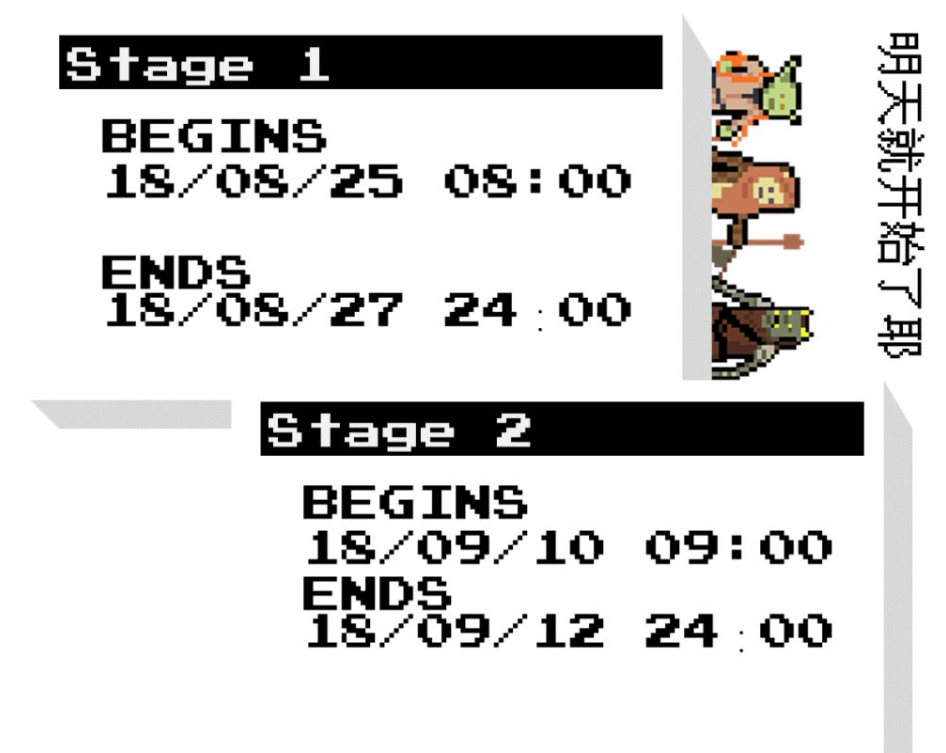 Stage 1
BEGINS
18/08/25 08:00
ENDS
18/08/27 24:00
明天就开始了耶
Stage 2
BEGINS
18/09/10 09:00
ENDS
18/09/12 24:00